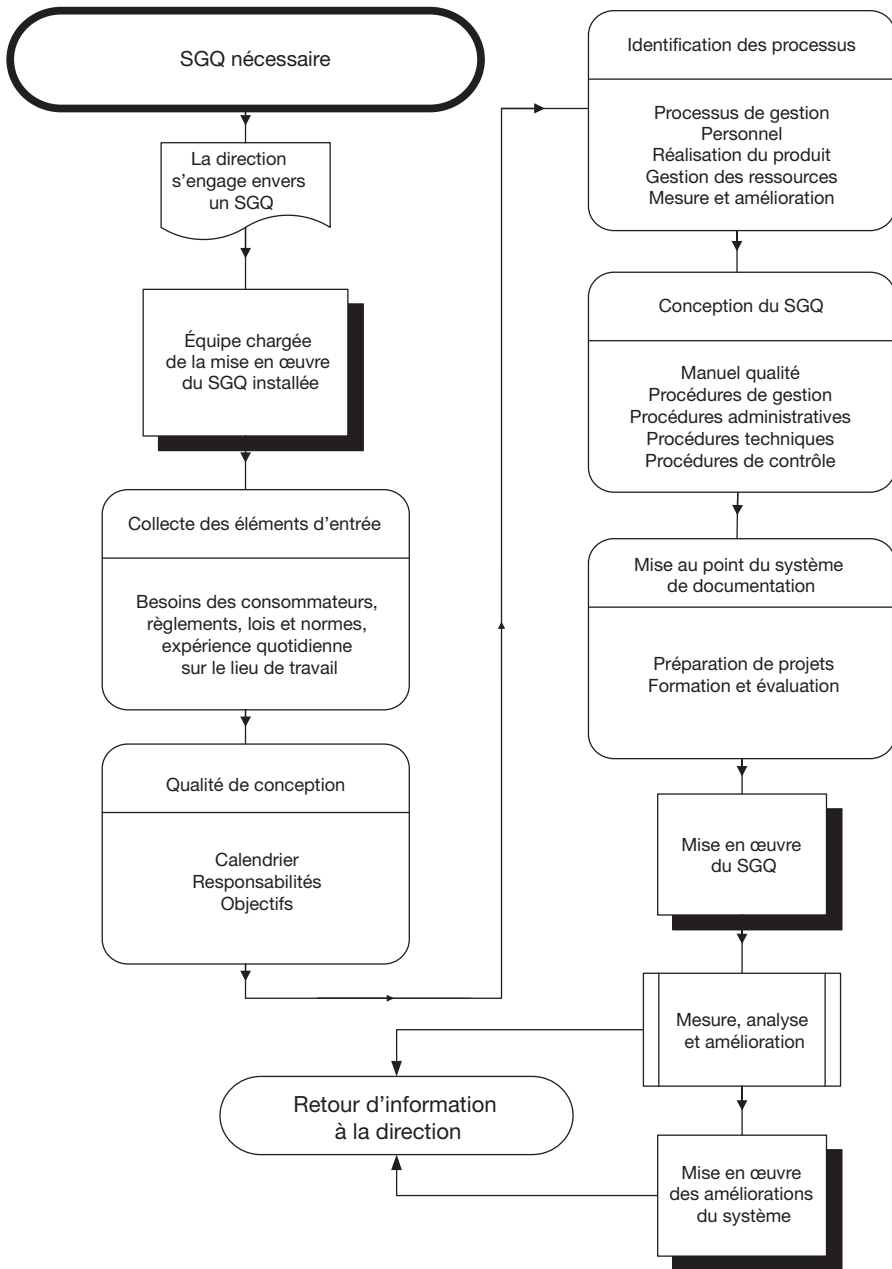 SGQ nécessaire
La direction
s’engage envers
un SGQ
Équipe chargée
de la mise en œuvre
du SGQ installée
Collecte des éléments d’entrée
Besoins des consommateurs,
règlements, lois et normes,
expérience quotidienne
sur le lieu de travail
Qualité de conception
Calendrier
Responsabilités
Objectifs
Identification des processus
Processus de gestion
Personnel
Réalisation du produit
Gestion des ressources
Mesure et amélioration
Conception du SGQ
Manuel qualité
Procédures de gestion
Procédures administratives
Procédures techniques
Procédures de contrôle
Mise au point du système
de documentation
Préparation de projets
Formation et évaluation
Mise en œuvre
du SGQ
Mesure, analyse
et amélioration
Retour d’information
à la direction
Mise en œuvre
des améliorations
du système